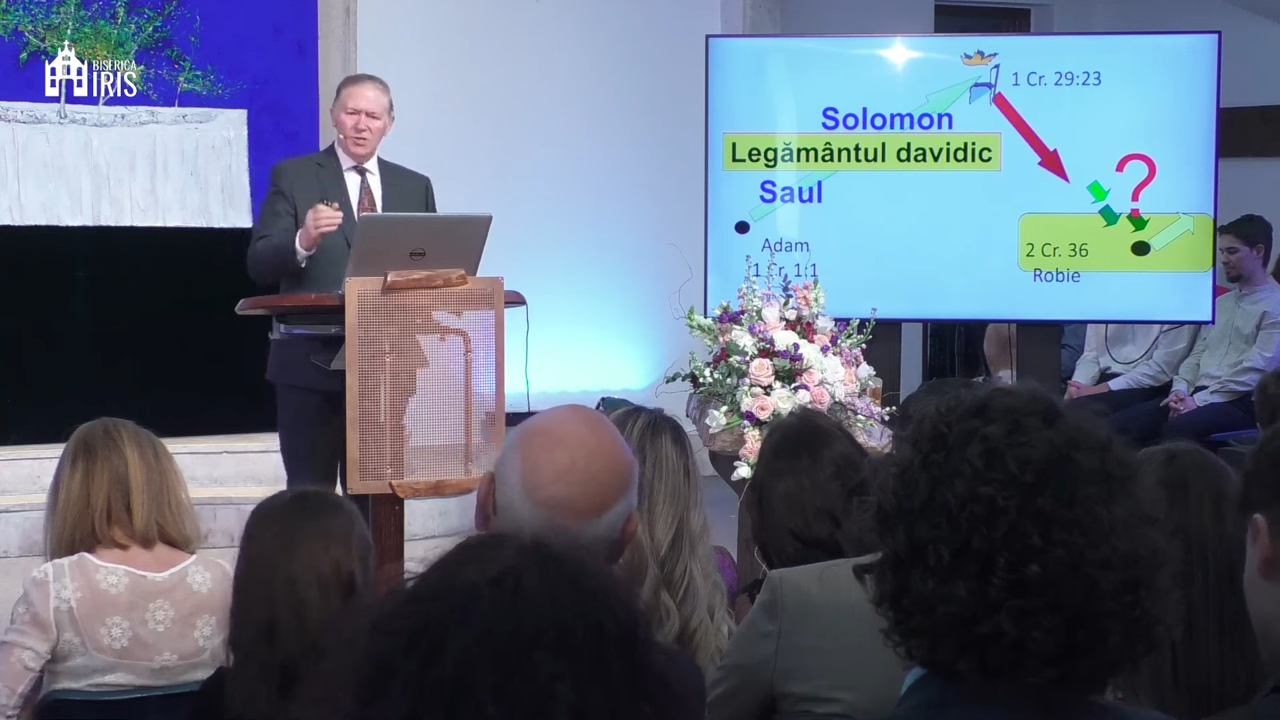 BISERICA
IRIS
1 Cr. 29:23
Solomon
Legământul davidic
Saul
?
Adam
1 Cr. 1:1
2 Cr. 36
Robie
DELL